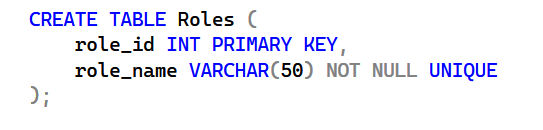 CREATE TABLE Roles (
    role_id INT PRIMARY KEY,
    role_name VARCHAR(50) NOT NULL UNIQUE
);